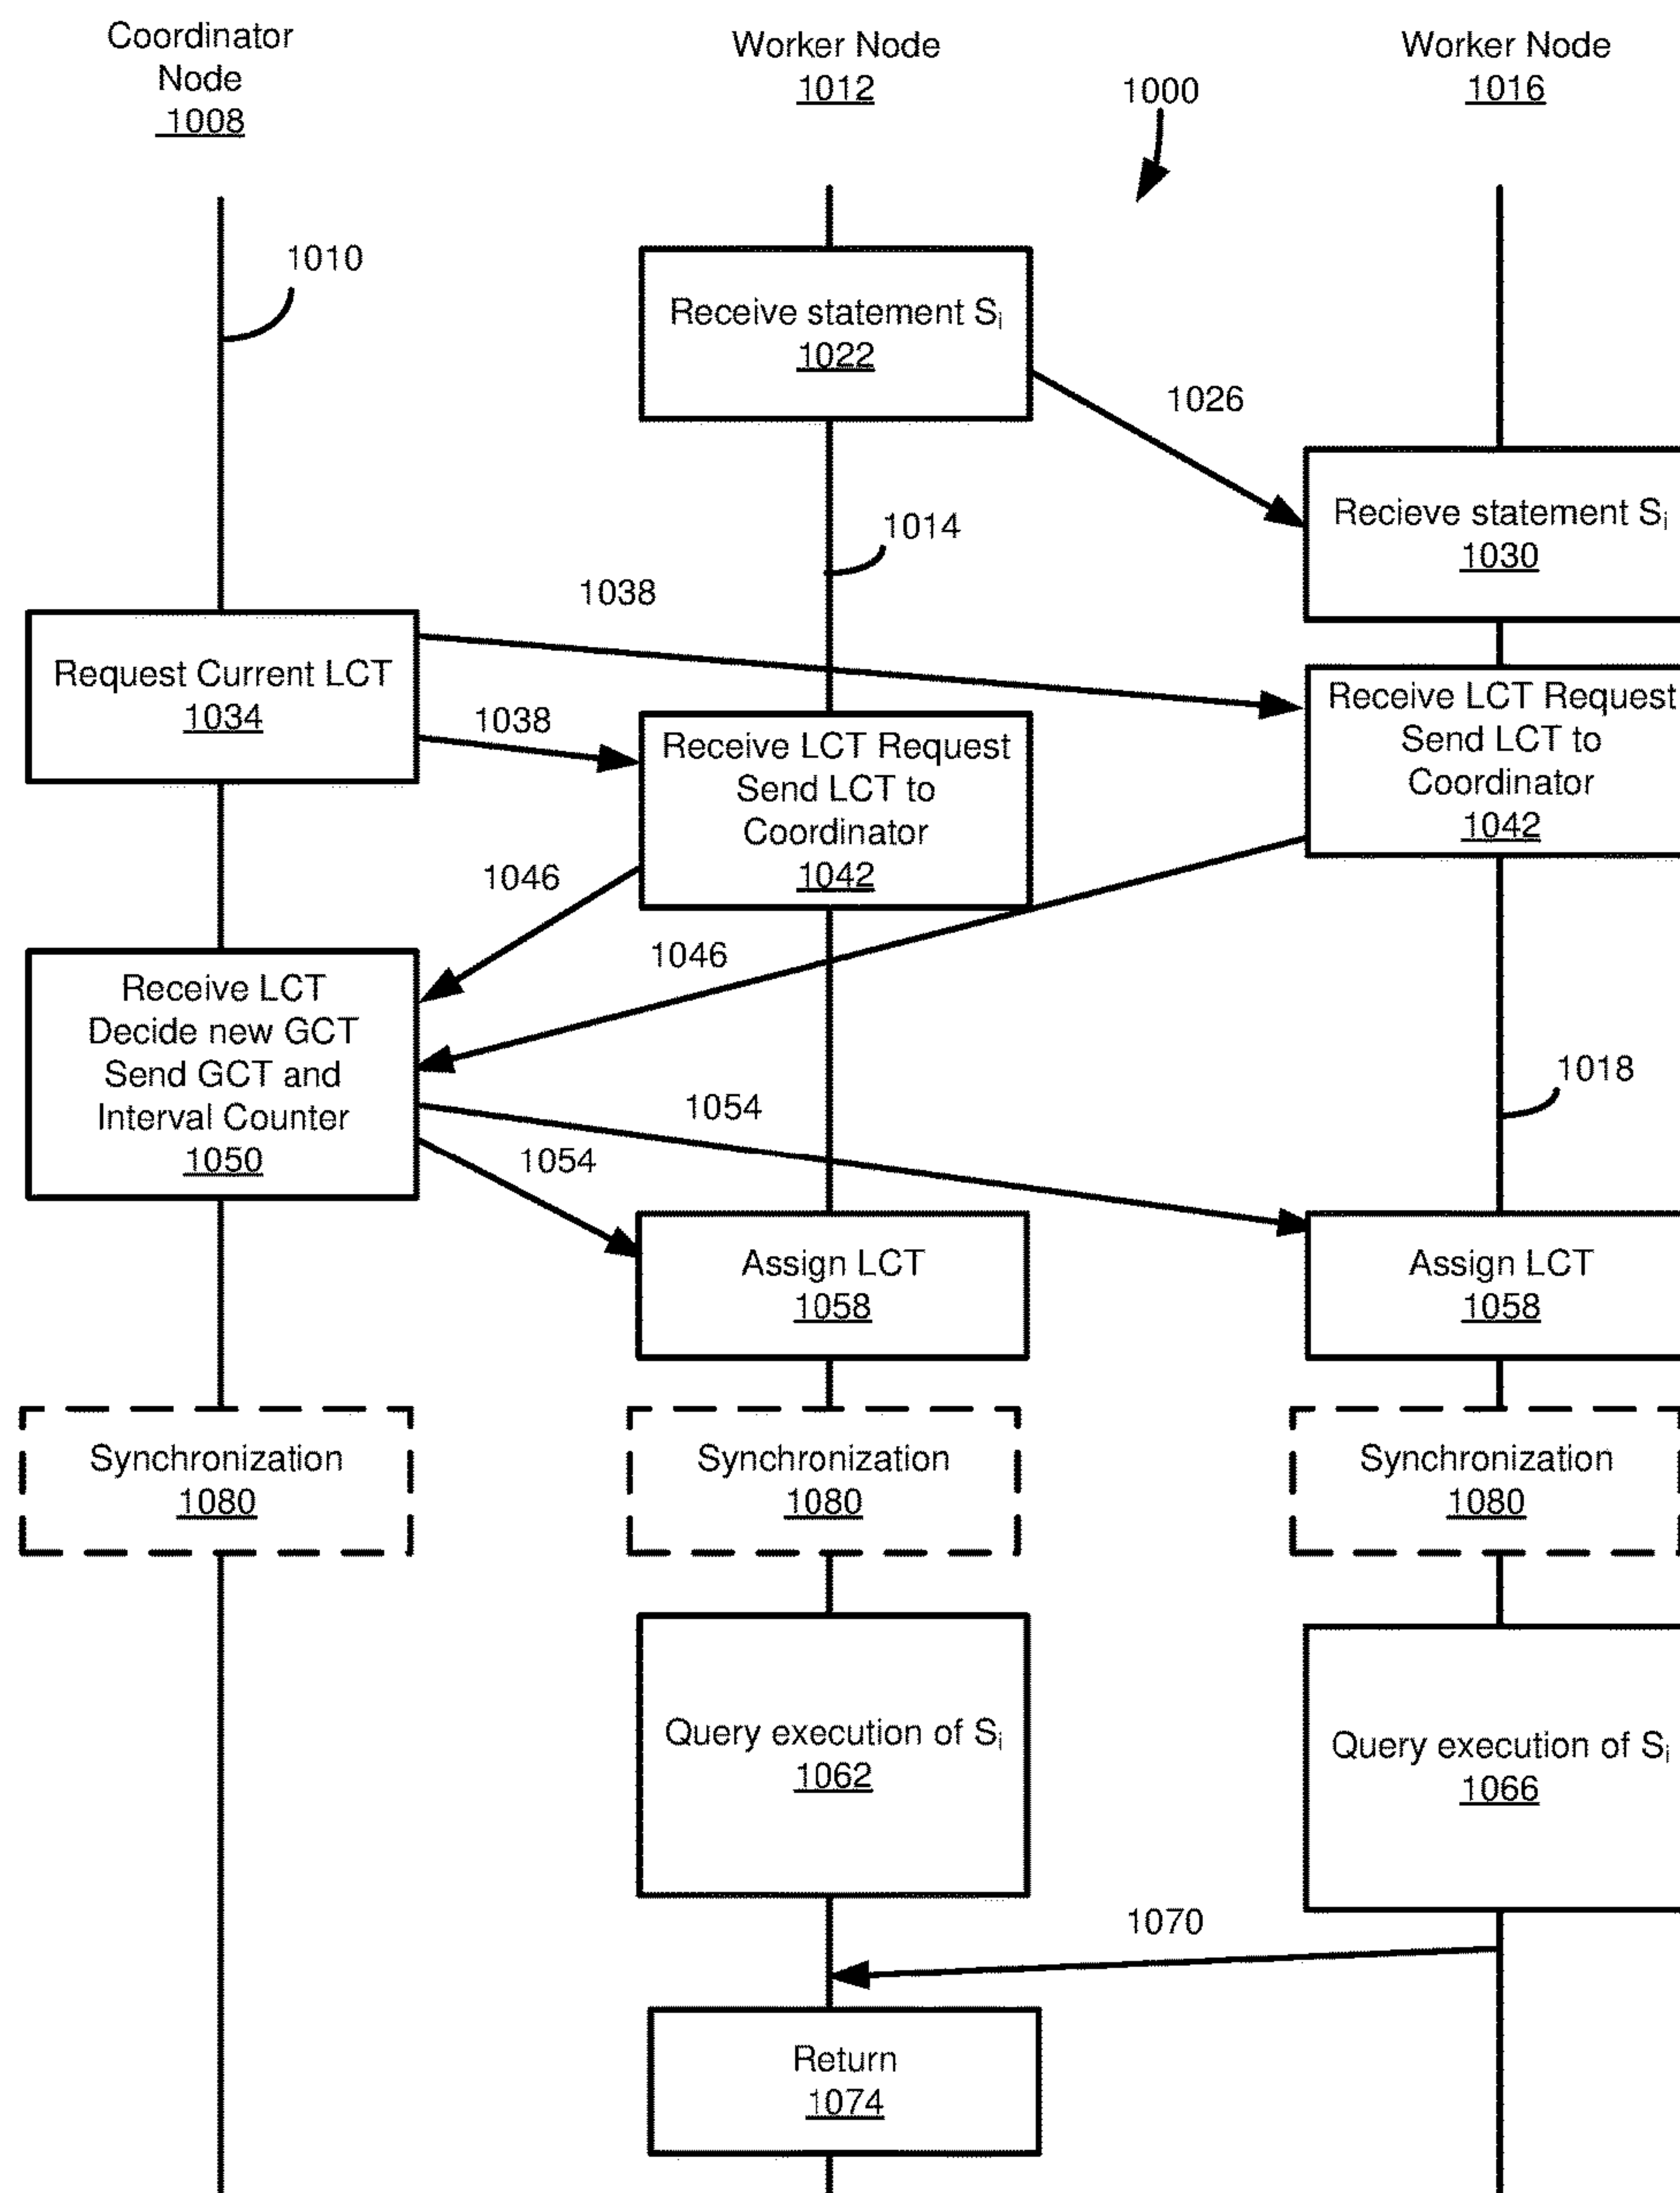 Coordinator
Node
1008
Worker Node
1012
1000
Worker Node
1016
1010
Receive statement Si
1022
1026
Recieve statement Si
1030
1014
1038
Request Current LCT
1034
1038
Receive LCT Request
Send LCT to
Coordinator
1042
Receive LCT Request
Send LCT to
Coordinator
1042
1046
1046
Receive LCT
Decide new GCT
Send GCT and
Interval Counter
1050
1018
1054
1054
Assign LCT
1058
Assign LCT
1058
Synchronization
1080
Synchronization
1080
Synchronization
1080
Query execution of Si
1062
Query execution of Si
1066
1070
Return
1074